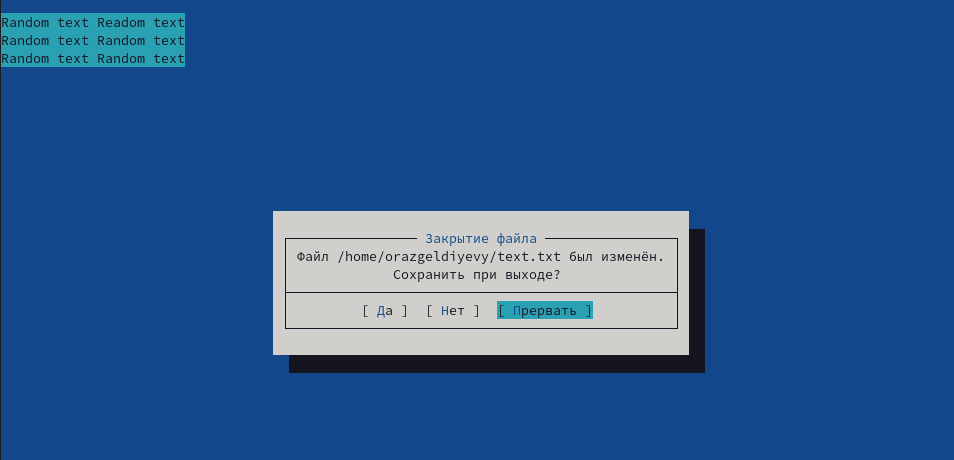 Random text Readom text
Random text Random text
Random text Random text
Закрытие файла
Файл /home/orazgeldiyevy/text.txt был изменён.
Сохранить при выходе?
[ Да ] [ Нет ] [ Прервать ]